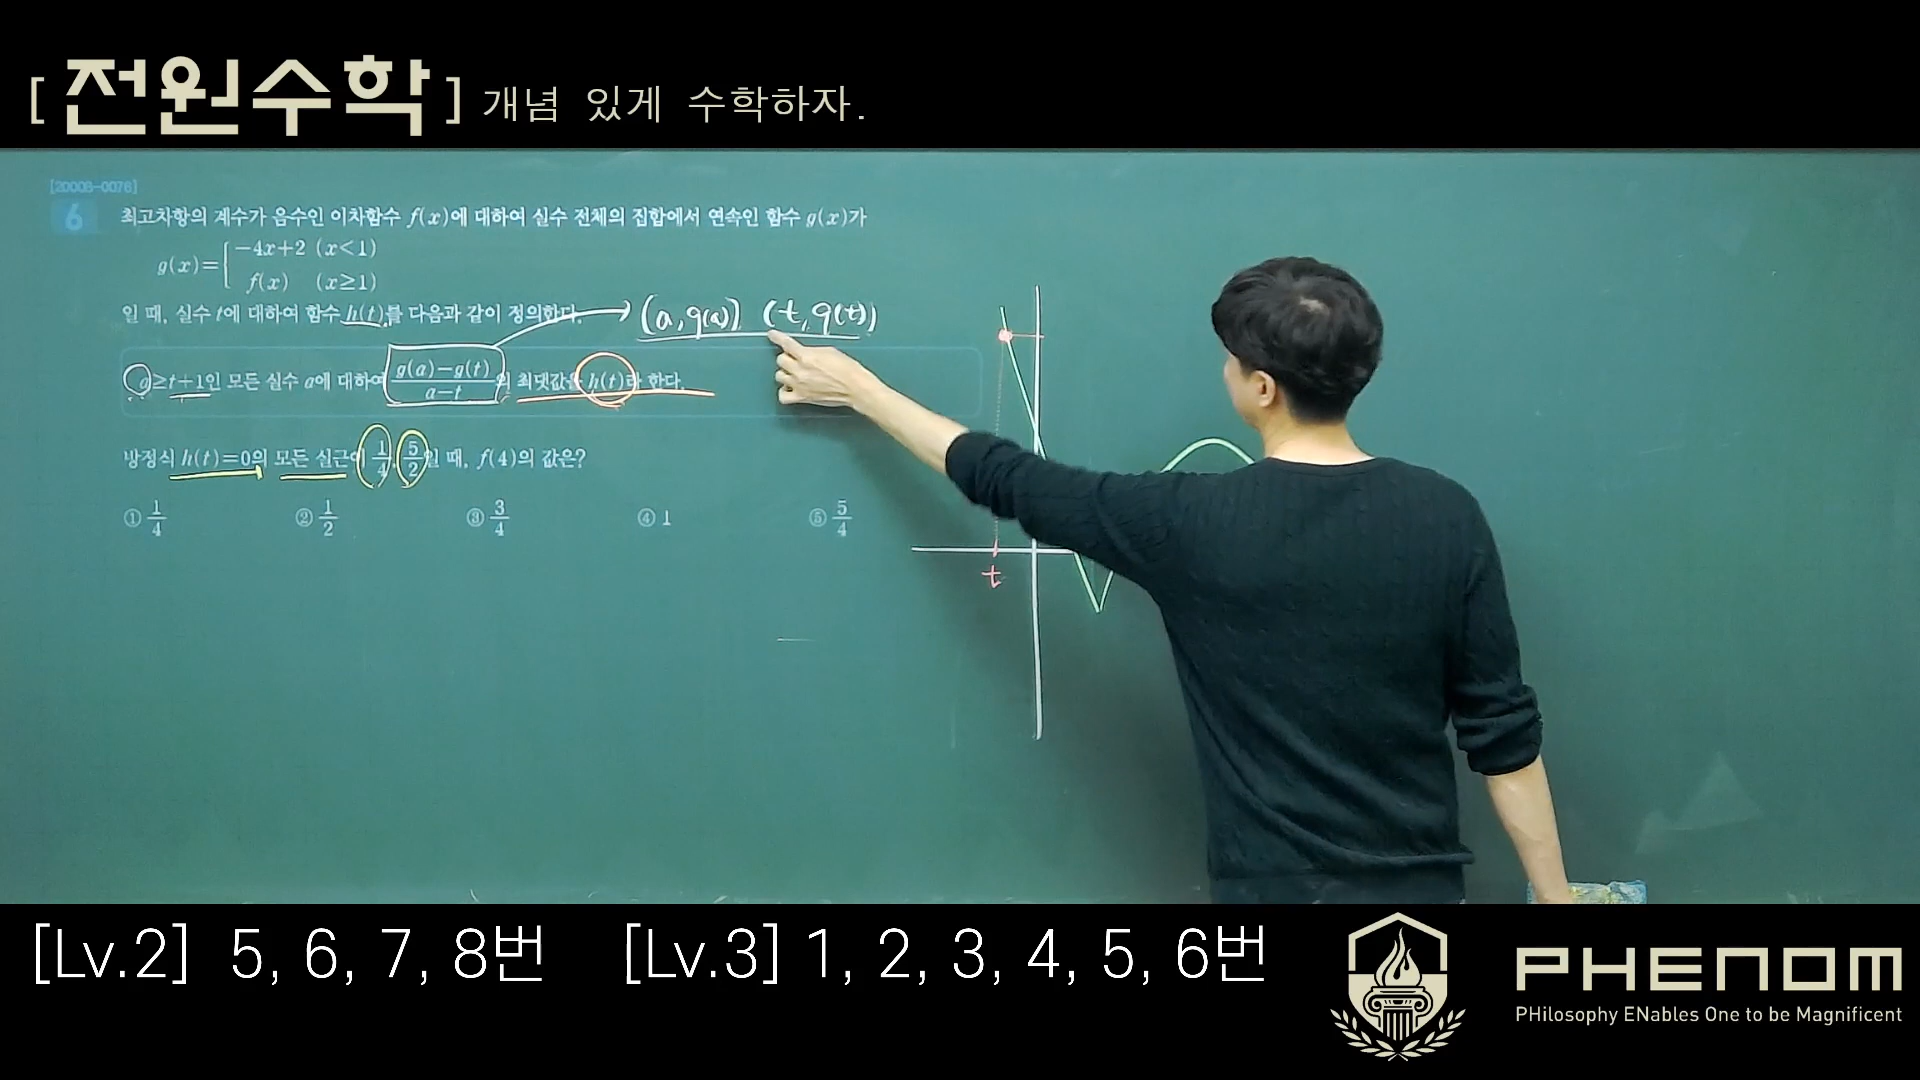 [전원수학] 개념 있게 수학하자.
[20003-0076]
6 최고차항의 계수가 음수인 이차함수 f(x)에 대하여 실수 전체의 집합에서 연속인 함수 g(x)가
g(x)={ -4x+2 (x<1)
f(x) (x≥1)
일 때, 실수 t에 대하여 함수 h(t)를 다음과 같이 정의한다.
(a, g(a)) (t, g(t))
a≥t+1인 모든 실수 a에 대하여 g(a)-g(t)/a-t의 최댓값을 h(t)라 한다.
방정식 h(t)=0의 모든 실근이 1/4, 5/2일 때, f(4)의 값은?
① 1/4 ② 1/2 ③ 3/4 ④ 1 ⑤ 5/4
t
[Lv.2] 5, 6, 7, 8번 [Lv.3] 1, 2, 3, 4, 5, 6번
PHENOM
PHilosophy ENables One to be Magnificent